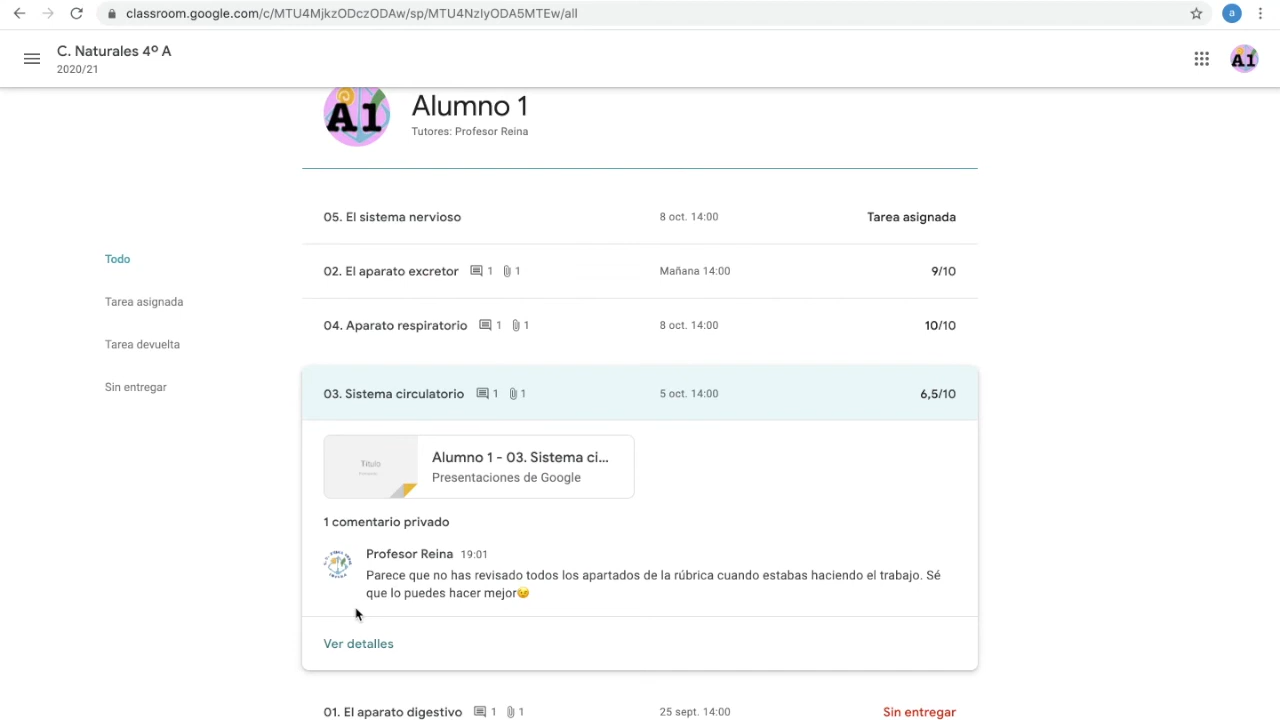 classroom.google.com/c/MTU4MjkzODczODAw/sp/MTU4NzIyODA5MTEw/all
a
C. Naturales 4º A
2020/21
A1
A1
Alumno 1
Tutores: Profesor Reina
05. El sistema nervioso 8 oct. 14:00 Tarea asignada
Todo
02. El aparato excretor 1 1 Mañana 14:00 9/10
Tarea asignada
04. Aparato respiratorio 1 1 8 oct. 14:00 10/10
Tarea devuelta
Sin entregar
03. Sistema circulatorio 1 1 5 oct. 14:00 6,5/10
Título
Alumno 1 - 03. Sistema ci...
Presentaciones de Google
1 comentario privado
Profesor Reina 19:01
Parece que no has revisado todos los apartados de la rúbrica cuando estabas haciendo el trabajo. Sé
que lo puedes hacer mejor😉
Ver detalles
01. El aparato digestivo 1 1 25 sept. 14:00 Sin entregar